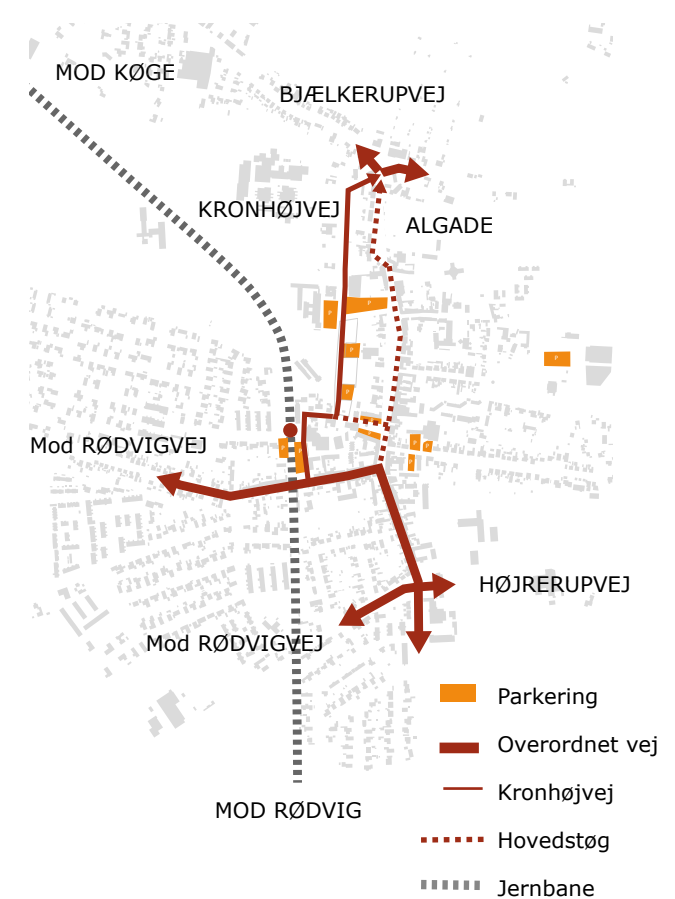 MOD KØGE
BJÆLKERUPVEJ
KRONHØJVEJ
ALGADE
P
P
P
P
P
Mod RØDVIGVEJ
P
P
P
P
P
HØJRERUPVEJ
Mod RØDVIGVEJ
MOD RØDVIG
Parkering
Overordnet vej
Kronhøjvej
Hovedstøg
Jernbane